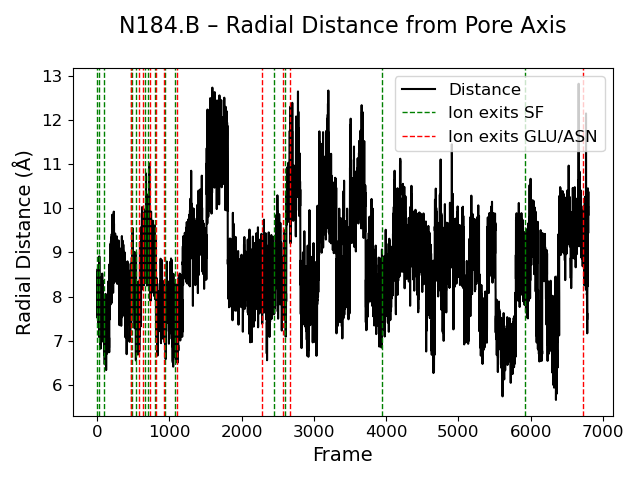 N184.B – Radial Distance from Pore Axis
Distance
Ion exits SF
Ion exits GLU/ASN
Radial Distance (Å)
13
12
11
10
9
8
7
6
0
1000
2000
3000
4000
5000
6000
7000
Frame